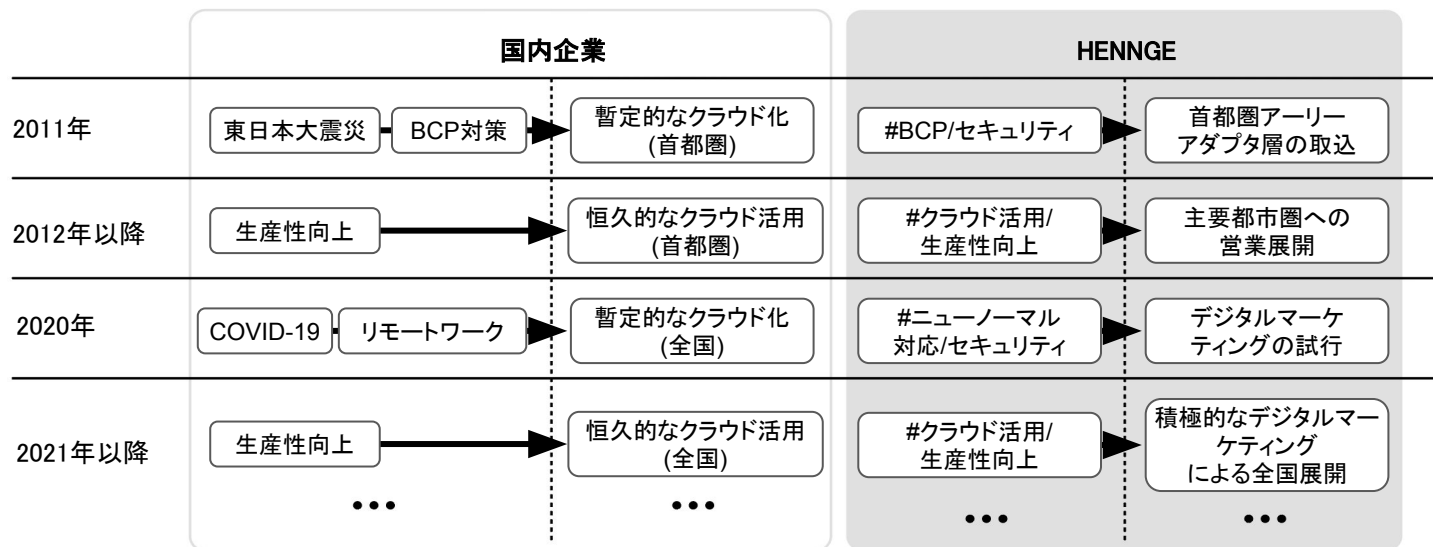 国内企業
HENNGE
2011年
東日本大震災
BCP対策
暫定的なクラウド化
(首都圏)
#BCP/セキュリティ
首都圏アーリー
アダプタ層の取込
2012年以降
生産性向上
恒久的なクラウド活用
(首都圏)
#クラウド活用/
生産性向上
主要都市圏への
営業展開
2020年
COVID-19
リモートワーク
暫定的なクラウド化
(全国)
#ニューノーマル
対応/セキュリティ
デジタルマーケ
ティングの試行
2021年以降
生産性向上
恒久的なクラウド活用
(全国)
#クラウド活用/
生産性向上
積極的なデジタルマー
ケティング
による全国展開
•••
•••
•••
•••